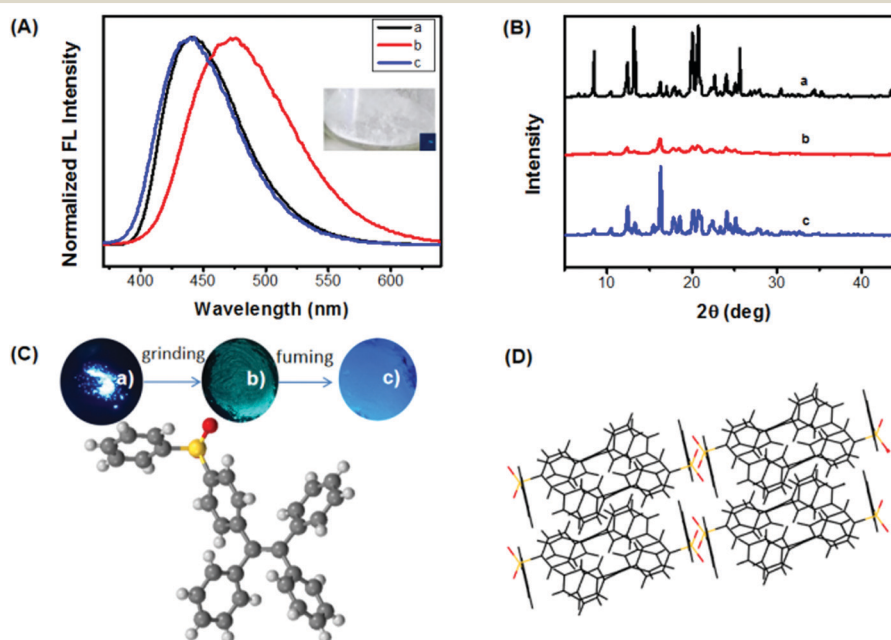 (A)
Normalized FL Intensity
a
b
c
400 450 500 550 600
Wavelength (nm)
(B)
Intensity
a
b
c
10 20 30 40
2θ (deg)
(C)
grinding
fuming
a)
b)
c)
(D)